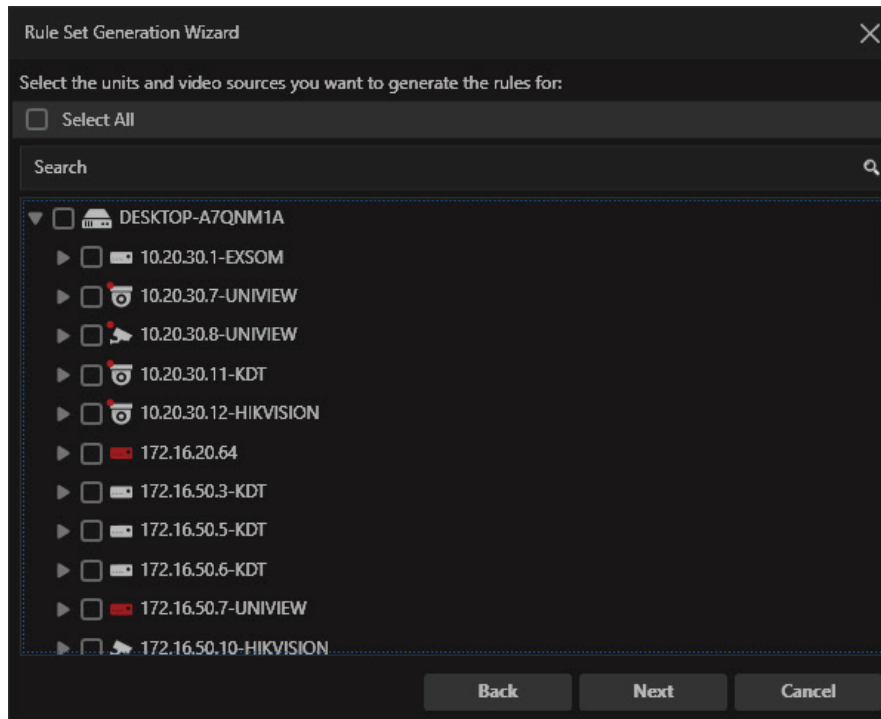 Rule Set Generation Wizard
Select the units and video sources you want to generate the rules for:
Select All
Search
DESKTOP-A7QNM1A
10.20.30.1-EXSOM
10.20.30.7-UNIVIEW
10.20.30.8-UNIVIEW
10.20.30.11-KDT
10.20.30.12-HIKVISION
172.16.20.64
172.16.50.3-KDT
172.16.50.5-KDT
172.16.50.6-KDT
172.16.50.7-UNIVIEW
172.16.50.10-HIKVISION
Back Next Cancel